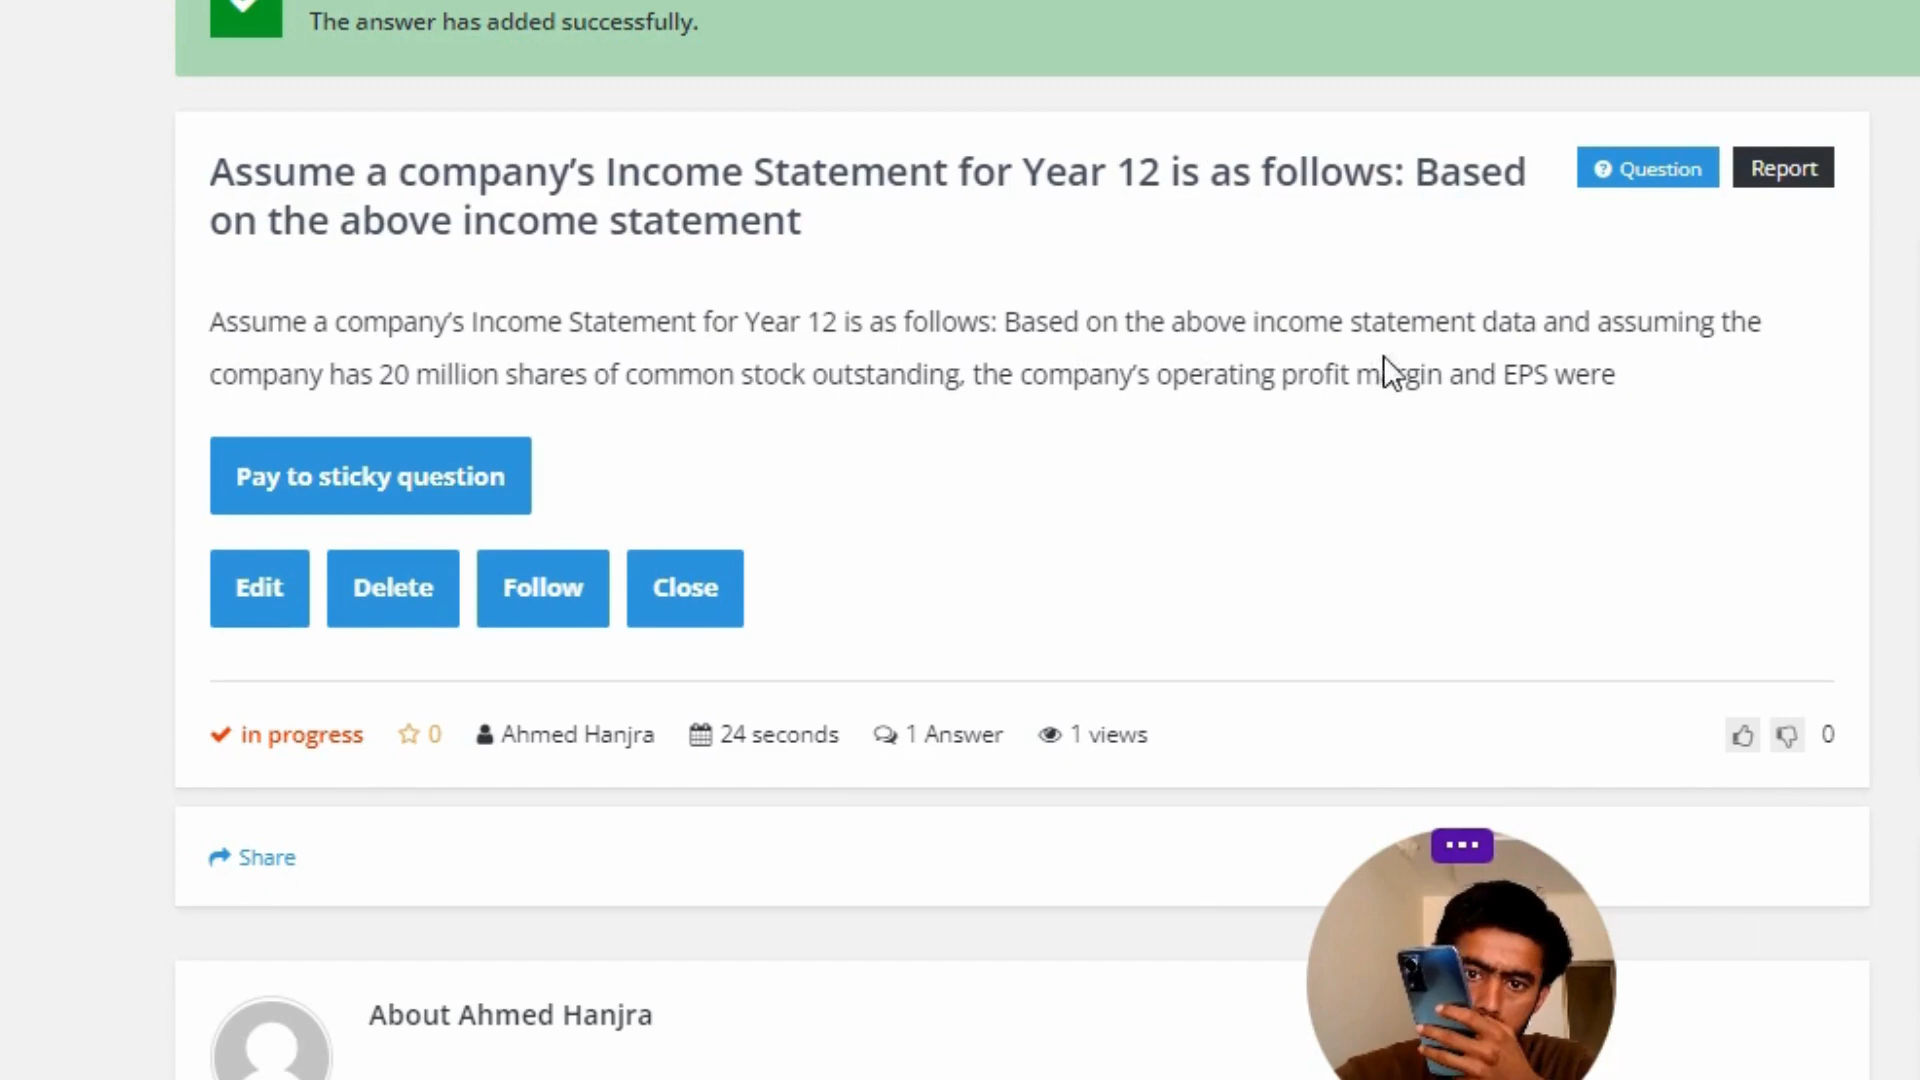 The answer has added successfully.
Assume a company’s Income Statement for Year 12 is as follows: Based
on the above income statement
Question
Report
Assume a company’s Income Statement for Year 12 is as follows: Based on the above income statement data and assuming the
company has 20 million shares of common stock outstanding, the company’s operating profit margin and EPS were
Pay to sticky question
Edit
Delete
Follow
Close
in progress
0
Ahmed Hanjra
24 seconds
1 Answer
1 views
0
Share
About Ahmed Hanjra